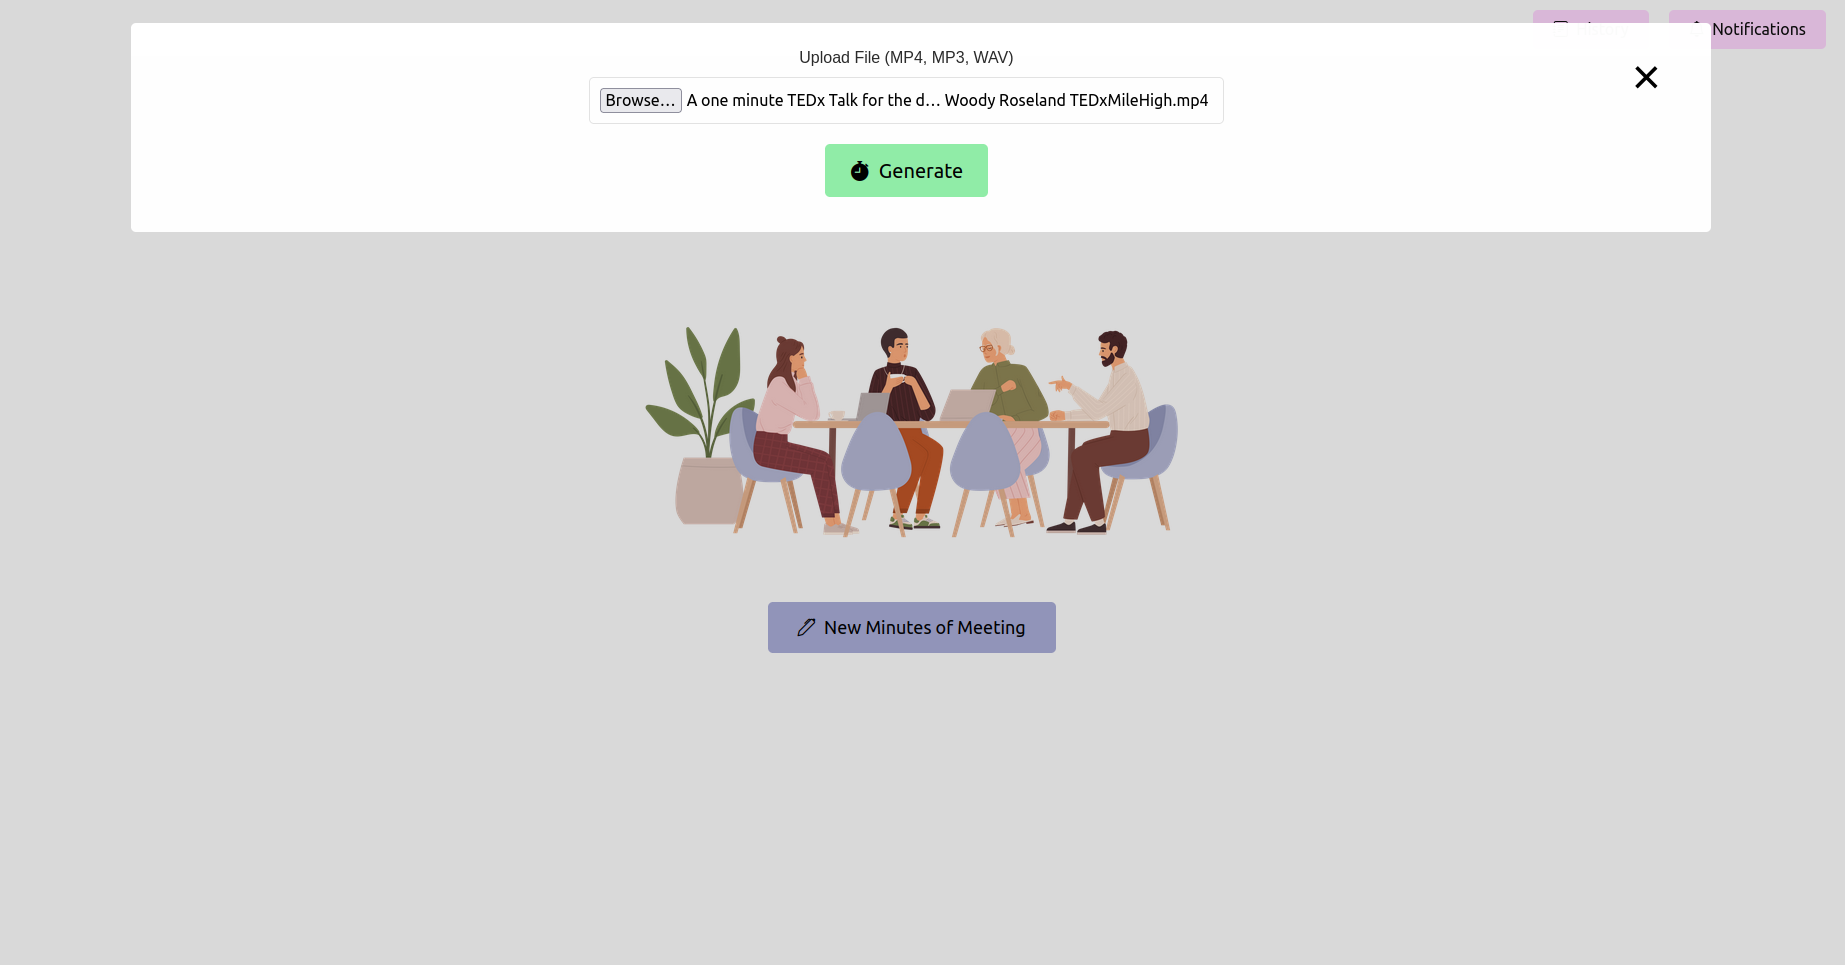 Notifications
Upload File (MP4, MP3, WAV)
Browse... A one minute TEDx Talk for the d... Woody Roseland TEDxMileHigh.mp4
Generate
New Minutes of Meeting